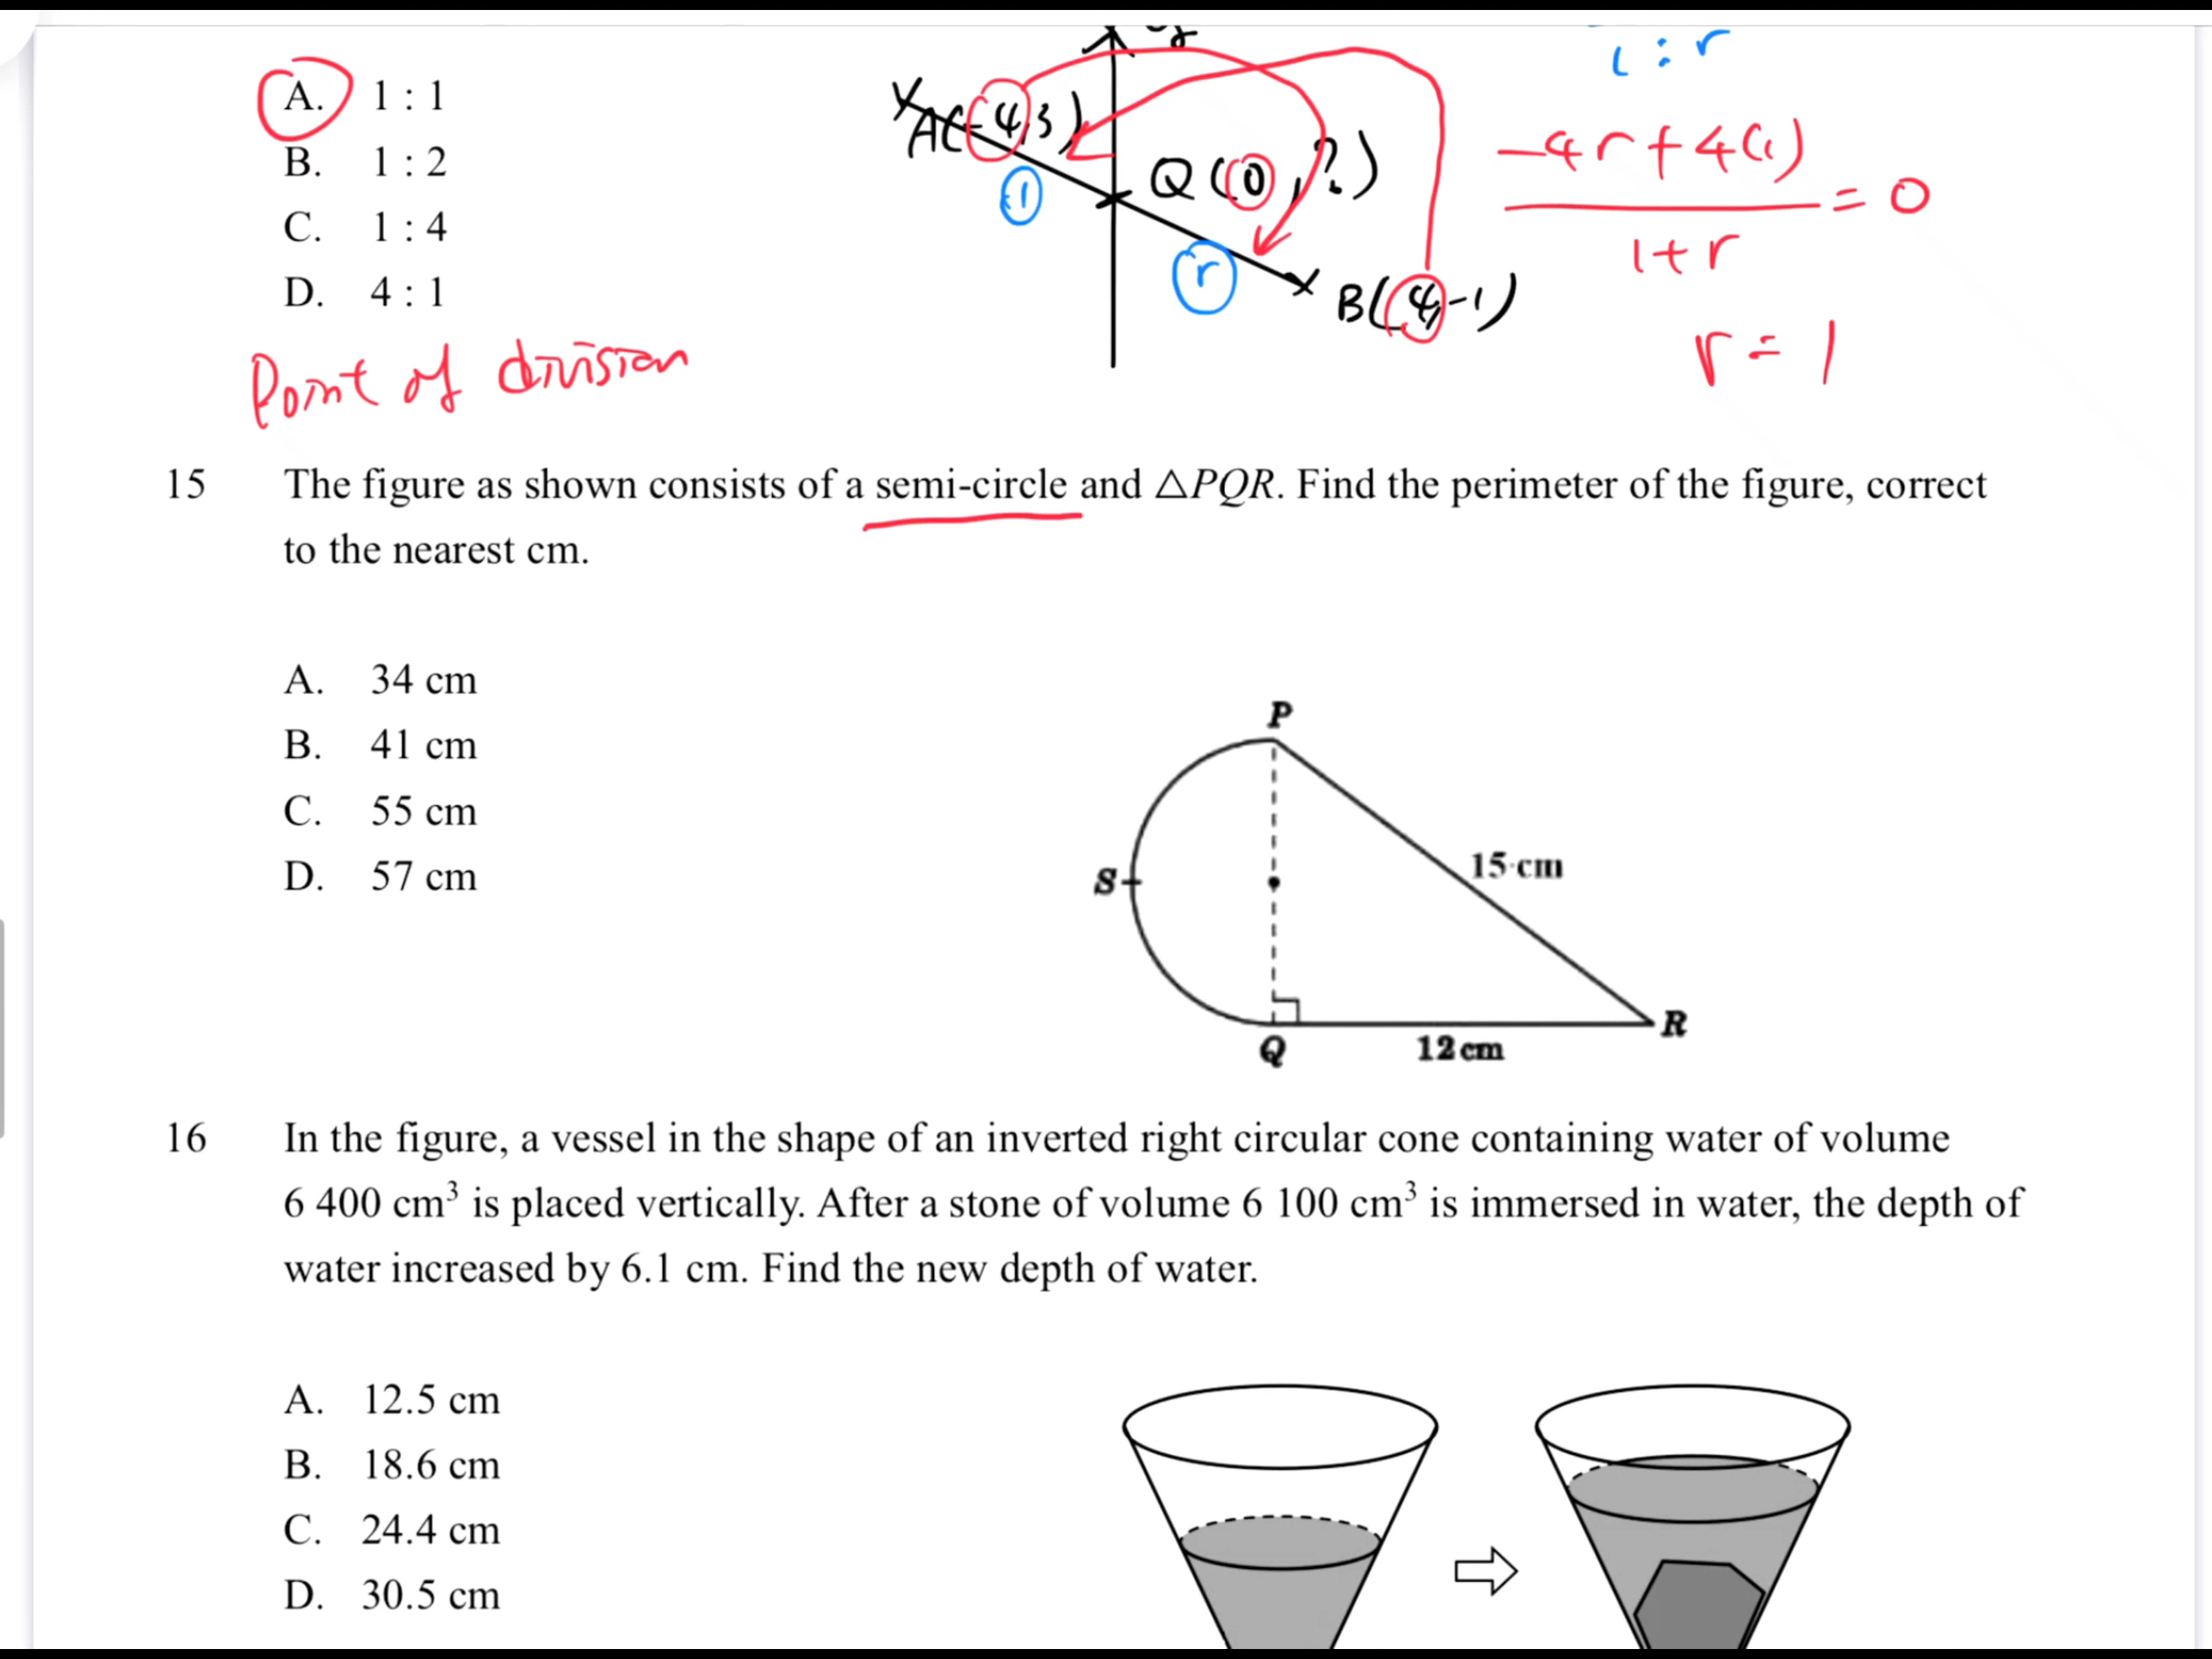 A. 1 : 1
B. 1 : 2
C. 1 : 4
D. 4 : 1
Point of division
y
A(-4,3)
1
Q(0,?)
r
B(4,-1)
1 : r
-4r+4(1)
1+r
= 0
r = 1
15 The figure as shown consists of a semi-circle and △PQR. Find the perimeter of the figure, correct
to the nearest cm.
A. 34 cm
B. 41 cm
C. 55 cm
D. 57 cm
P
S
15 cm
R
Q
12 cm
16 In the figure, a vessel in the shape of an inverted right circular cone containing water of volume
6 400 cm³ is placed vertically. After a stone of volume 6 100 cm³ is immersed in water, the depth of
water increased by 6.1 cm. Find the new depth of water.
A. 12.5 cm
B. 18.6 cm
C. 24.4 cm
D. 30.5 cm